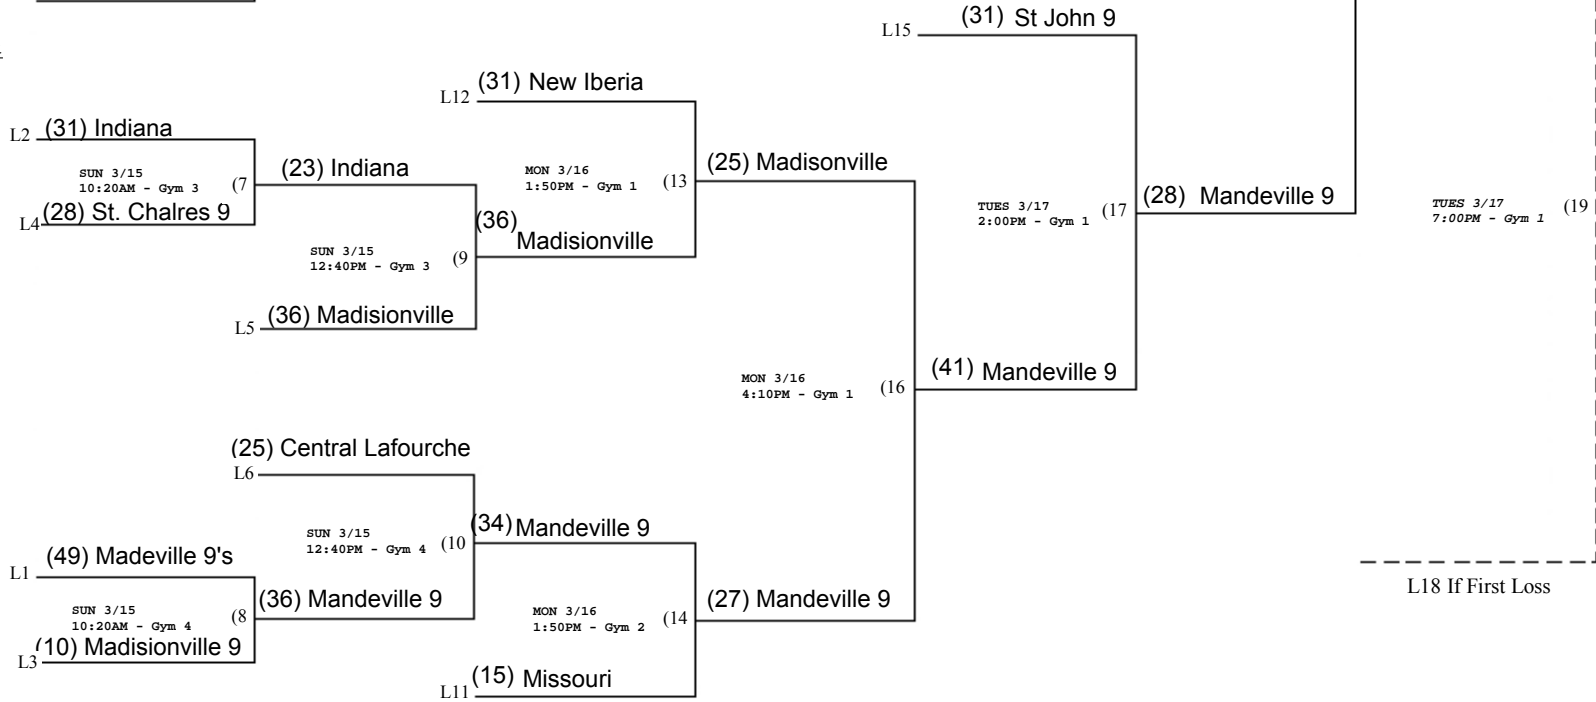 L15 (31) St John 9
L12 (31) New Iberia
L2 (31) Indiana
SUN 3/15
10:20AM - Gym 3
(7
L4 (28) St. Chalres 9
(23) Indiana
MON 3/16
1:50PM - Gym 1
(13
(25) Madisonville
TUES 3/17
2:00PM - Gym 1
(17
(28) Mandeville 9
TUES 3/17
7:00PM - Gym 1
(19
(36)
Madisionville
SUN 3/15
12:40PM - Gym 3
(9
L5 (36) Madisionville
MON 3/16
4:10PM - Gym 1
(16
(41) Mandeville 9
(25) Central Lafourche
L6
SUN 3/15
12:40PM - Gym 4
(10
(34) Mandeville 9
L1 (49) Madeville 9's
SUN 3/15
10:20AM - Gym 4
(8
L3 (10) Madisionville 9
(36) Mandeville 9
MON 3/16
1:50PM - Gym 2
(14
(27) Mandeville 9
L11 (15) Missouri
L18 If First Loss